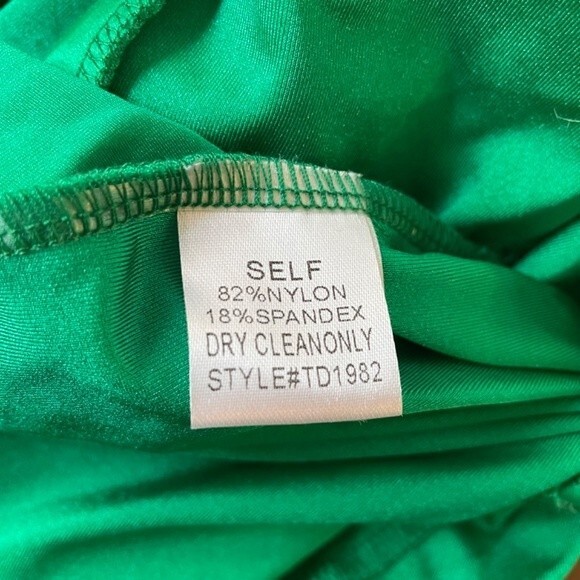 SELF
82%NYLON
18%SPANDEX
DRY CLEANONLY
STYLE#TD1982